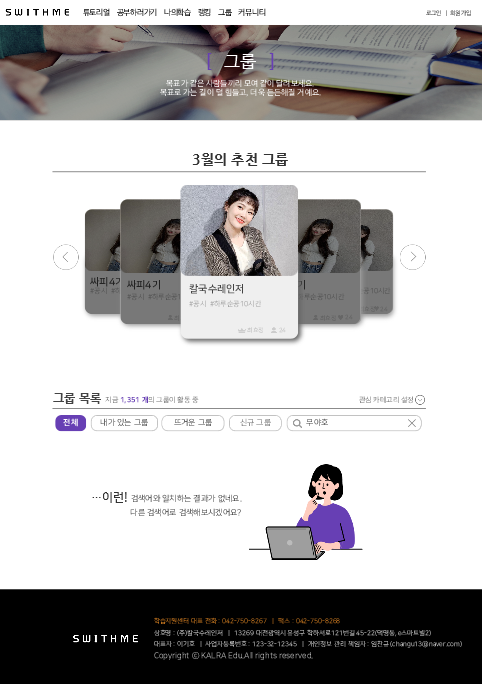 SWITHME 튜토리얼 공부하러가기 나의학습 랭킹 그룹 커뮤니티 로그인 | 회원가입
[ 그룹 ]
목표가 같은 사람들끼리 모여 같이 달려보세요.
목표로 가는 길이 덜 힘들고, 더욱 든든해질 거예요.
3월의 추천 그룹
싸피4기
#공시
싸피4기
#공시 #하루순공10시간
칼국수레인저
#공시 #하루순공10시간
그룹 목록 지금 1,351 개의 그룹이 활동 중 관심 카테고리 설정
전체 내가 있는 그룹 뜨거운 그룹 신규 그룹 무야호
···이런! 검색어와 일치하는 결과가 없네요.
다른 검색어로 검색해보시겠어요?
SWITHME
학습지원센터 대표 전화 : 042-750-8267 | 팩스 : 042-750-8268
상호명 : (주)칼국수레인저 | 13269 대전광역시 유성구 학하서로121번길 45-22(덕명동, e스마트빌2)
대표자 : 이기호 | 사업자등록번호 : 123-32-12345 | 개인정보 관리 책임자 : 임찬규(changu13@naver.com)
Copyright ⓒ KALRA Edu.All rights reserved.